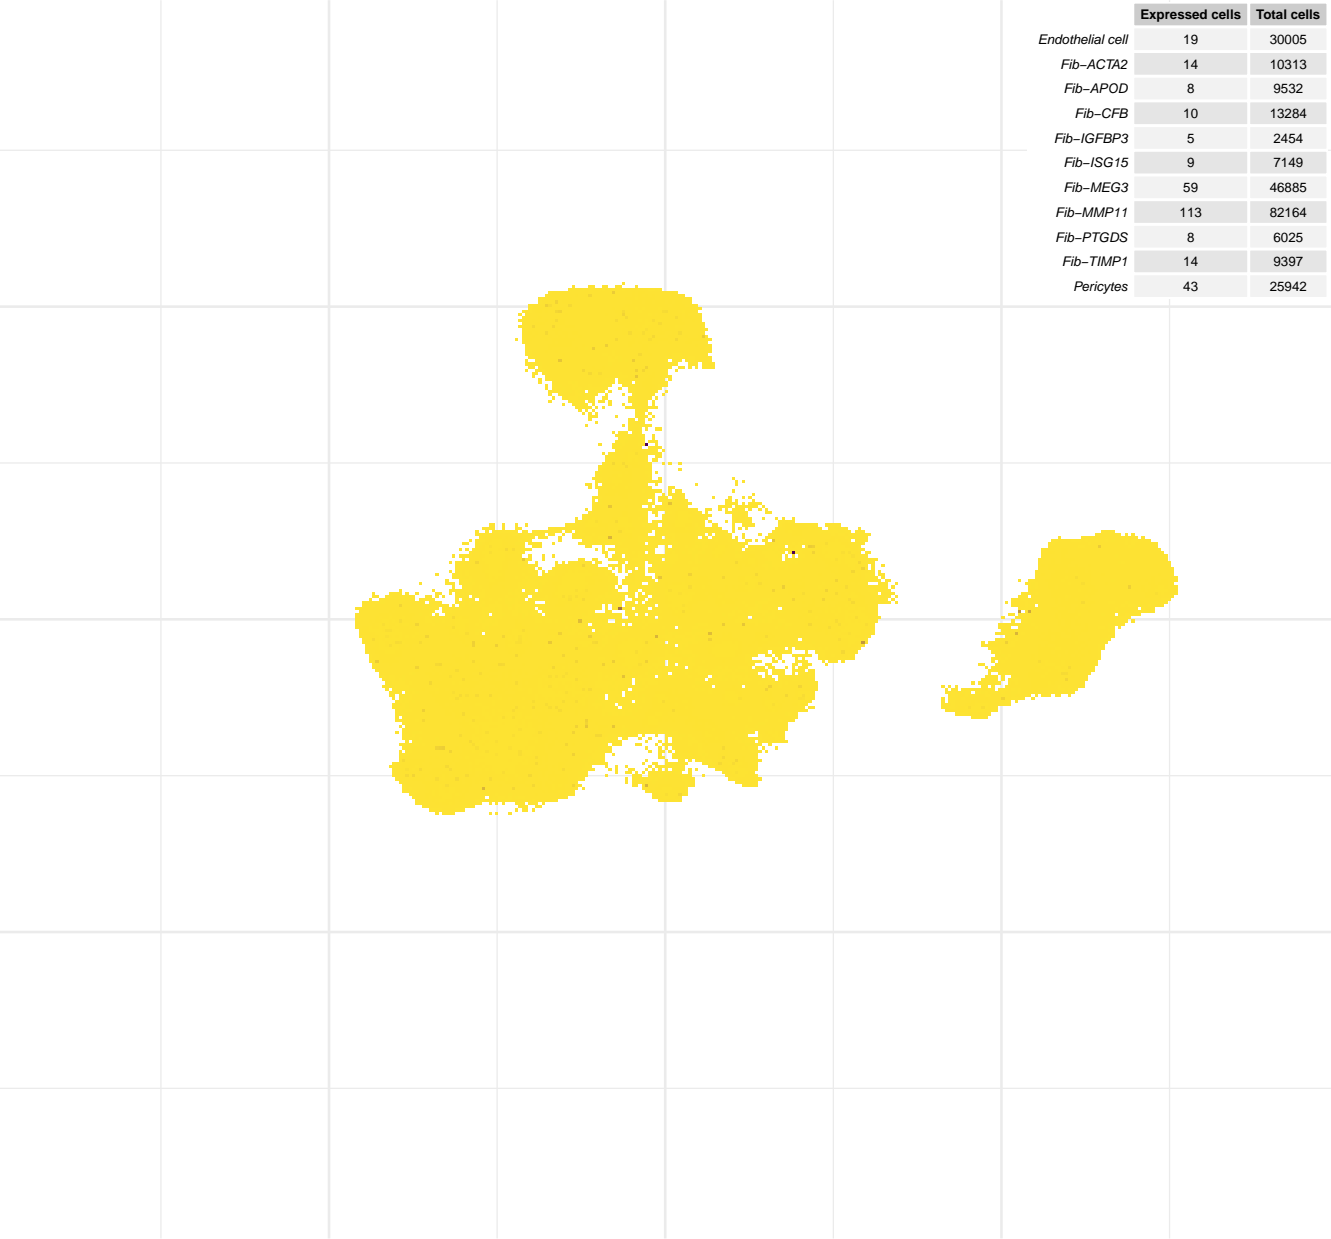 Expressed cells Total cells
Endothelial cell 19 30005
Fib−ACTA2 14 10313
Fib−APOD 8 9532
Fib−CFB 10 13284
Fib−IGFBP3 5 2454
Fib−ISG15 9 7149
Fib−MEG3 59 46885
Fib−MMP11 113 82164
Fib−PTGDS 8 6025
Fib−TIMP1 14 9397
Pericytes 43 25942